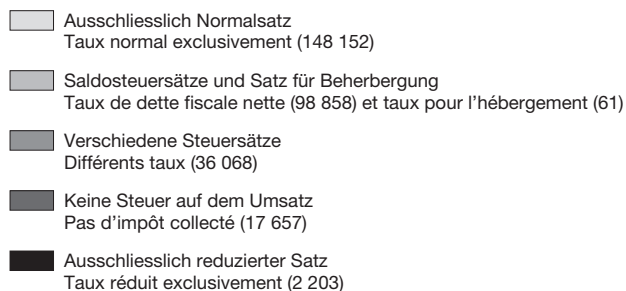 Ausschliesslich Normalsatz
Taux normal exclusivement (148 152)
Saldosteuersätze und Satz für Beherbergung
Taux de dette fiscale nette (98 858) et taux pour l'hébergement (61)
Verschiedene Steuersätze
Différents taux (36 068)
Keine Steuer auf dem Umsatz
Pas d'impôt collecté (17 657)
Ausschliesslich reduzierter Satz
Taux réduit exclusivement (2 203)